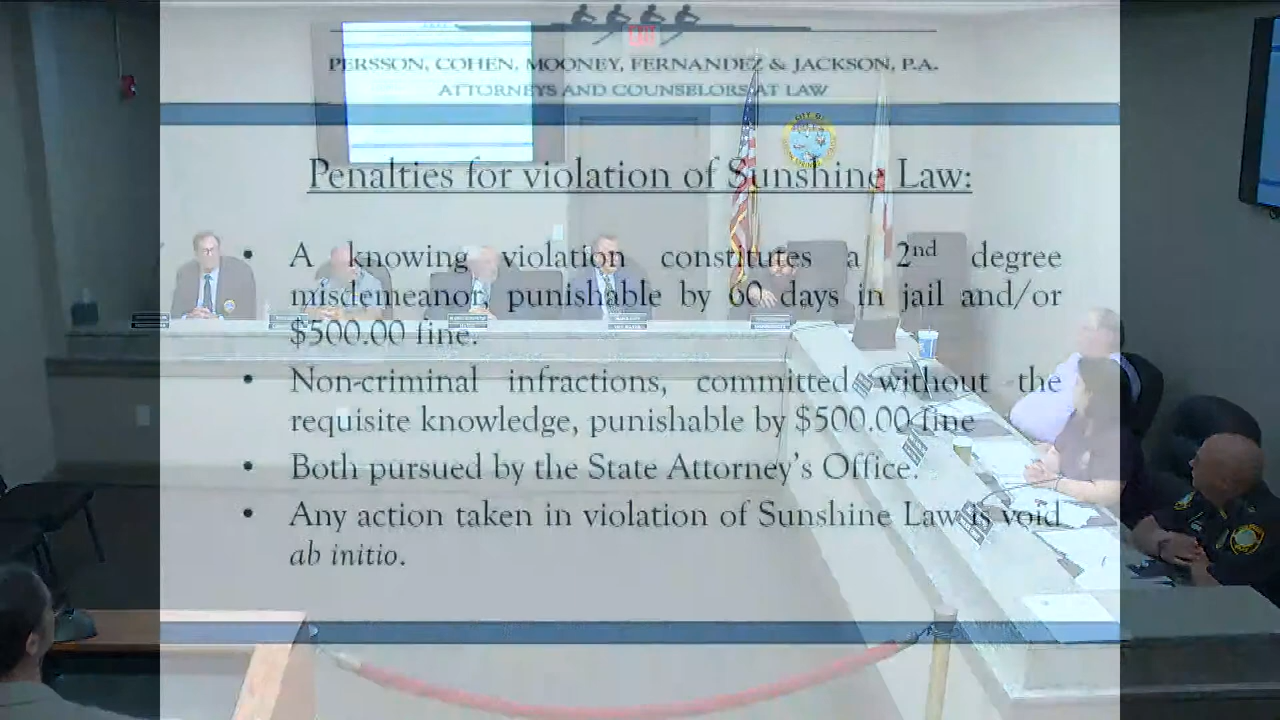 EXIT
PERSSON, COHEN, MOONEY, FERNANDEZ & JACKSON, P.A.
ATTORNEYS AND COUNSELORS AT LAW
CITY OF
Penalties for violation of Sunshine Law:
• A knowing violation constitutes a 2nd degree
misdemeanor, punishable by 60 days in jail and/or
$500.00 fine.
• Non-criminal infractions, committed without the
requisite knowledge, punishable by $500.00 fine
• Both pursued by the State Attorney's Office.
• Any action taken in violation of Sunshine Law is void
ab initio.